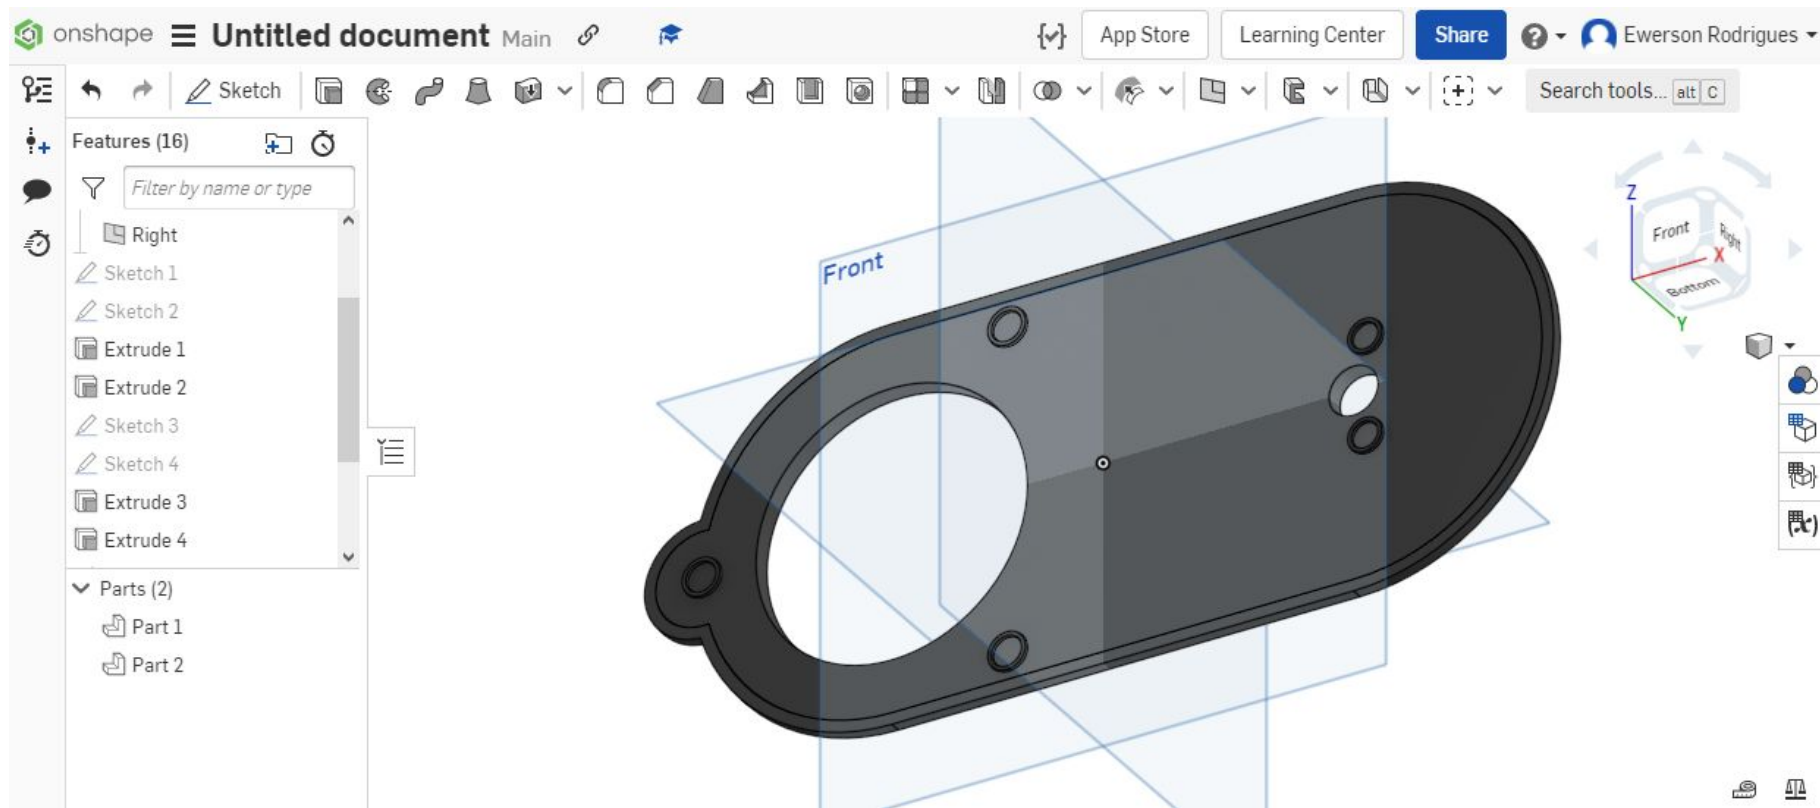 onshape Untitled document Main App Store Learning Center Share Ewerson Rodrigues
Sketch Search tools... alt C
Features (16)
Filter by name or type
Right
Sketch 1
Sketch 2
Extrude 1
Extrude 2
Sketch 3
Sketch 4
Extrude 3
Extrude 4
Parts (2)
Part 1
Part 2
Front
Z
Front
Right
X
Bottom
Y
(x)